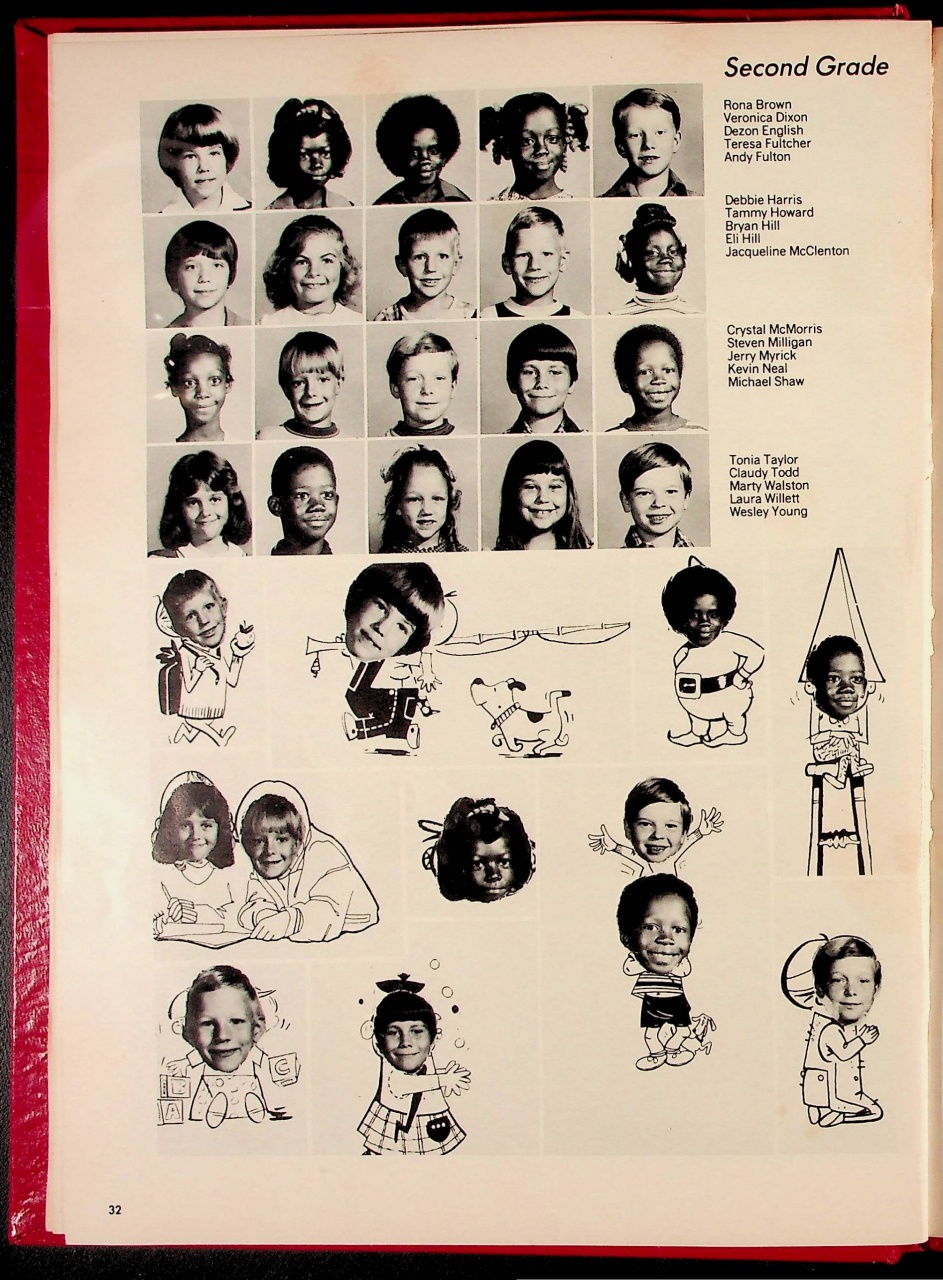 Second Grade
Rona Brown
Veronica Dixon
Dezon English
Teresa Fultcher
Andy Fulton
Debbie Harris
Tammy Howard
Bryan Hill
Eli Hill
Jacqueline McClenton
Crystal McMorris
Steven Milligan
Jerry Myrick
Kevin Neal
Michael Shaw
Tonia Taylor
Claudy Todd
Marty Walston
Laura Willett
Wesley Young
C
A
32